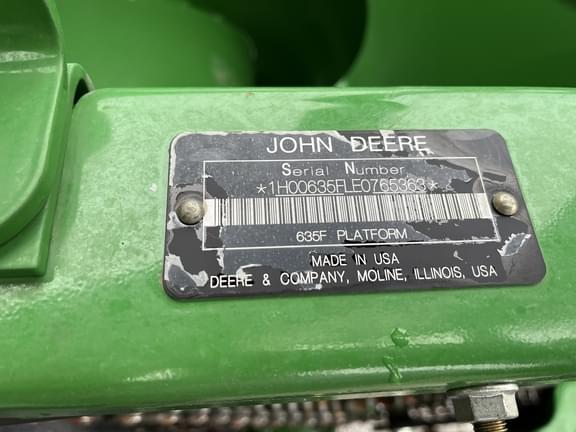 JOHN DEERE
Serial Number
*1H00635FLE0765363*
635F PLATFORM
MADE IN USA
DEERE & COMPANY, MOLINE, ILLINOIS, USA